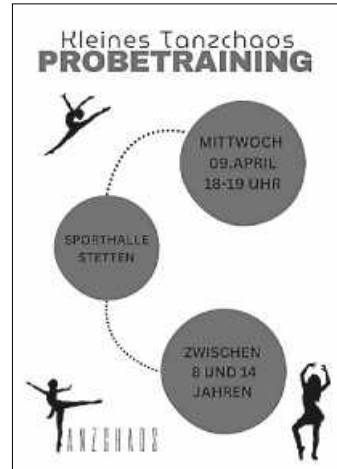 Kleines Tanzchaos
PROBETRAINING
MITTWOCH
09.APRIL
18-19 UHR
SPORTHALLE
STETTEN
ZWISCHEN
8 UND 14
JAHREN
TANZCHAOS